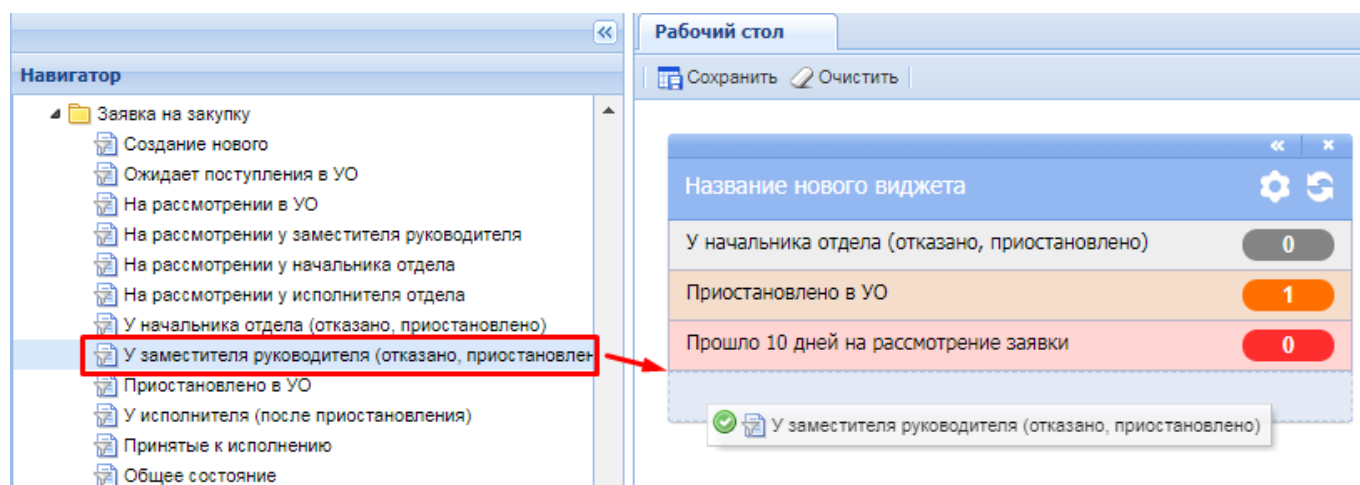 Навигатор
Заявка на закупку
Создание нового
Ожидает поступления в УО
На рассмотрении в УО
На рассмотрении у заместителя руководителя
На рассмотрении у начальника отдела
На рассмотрении у исполнителя отдела
У начальника отдела (отказано, приостановлено)
У заместителя руководителя (отказано, приостановлен
Приостановлено в УО
У исполнителя (после приостановления)
Принятые к исполнению
Общее состояние
Рабочий стол
Сохранить Очистить
Название нового виджета
У начальника отдела (отказано, приостановлено) 0
Приостановлено в УО 1
Прошло 10 дней на рассмотрение заявки 0
У заместителя руководителя (отказано, приостановлено)